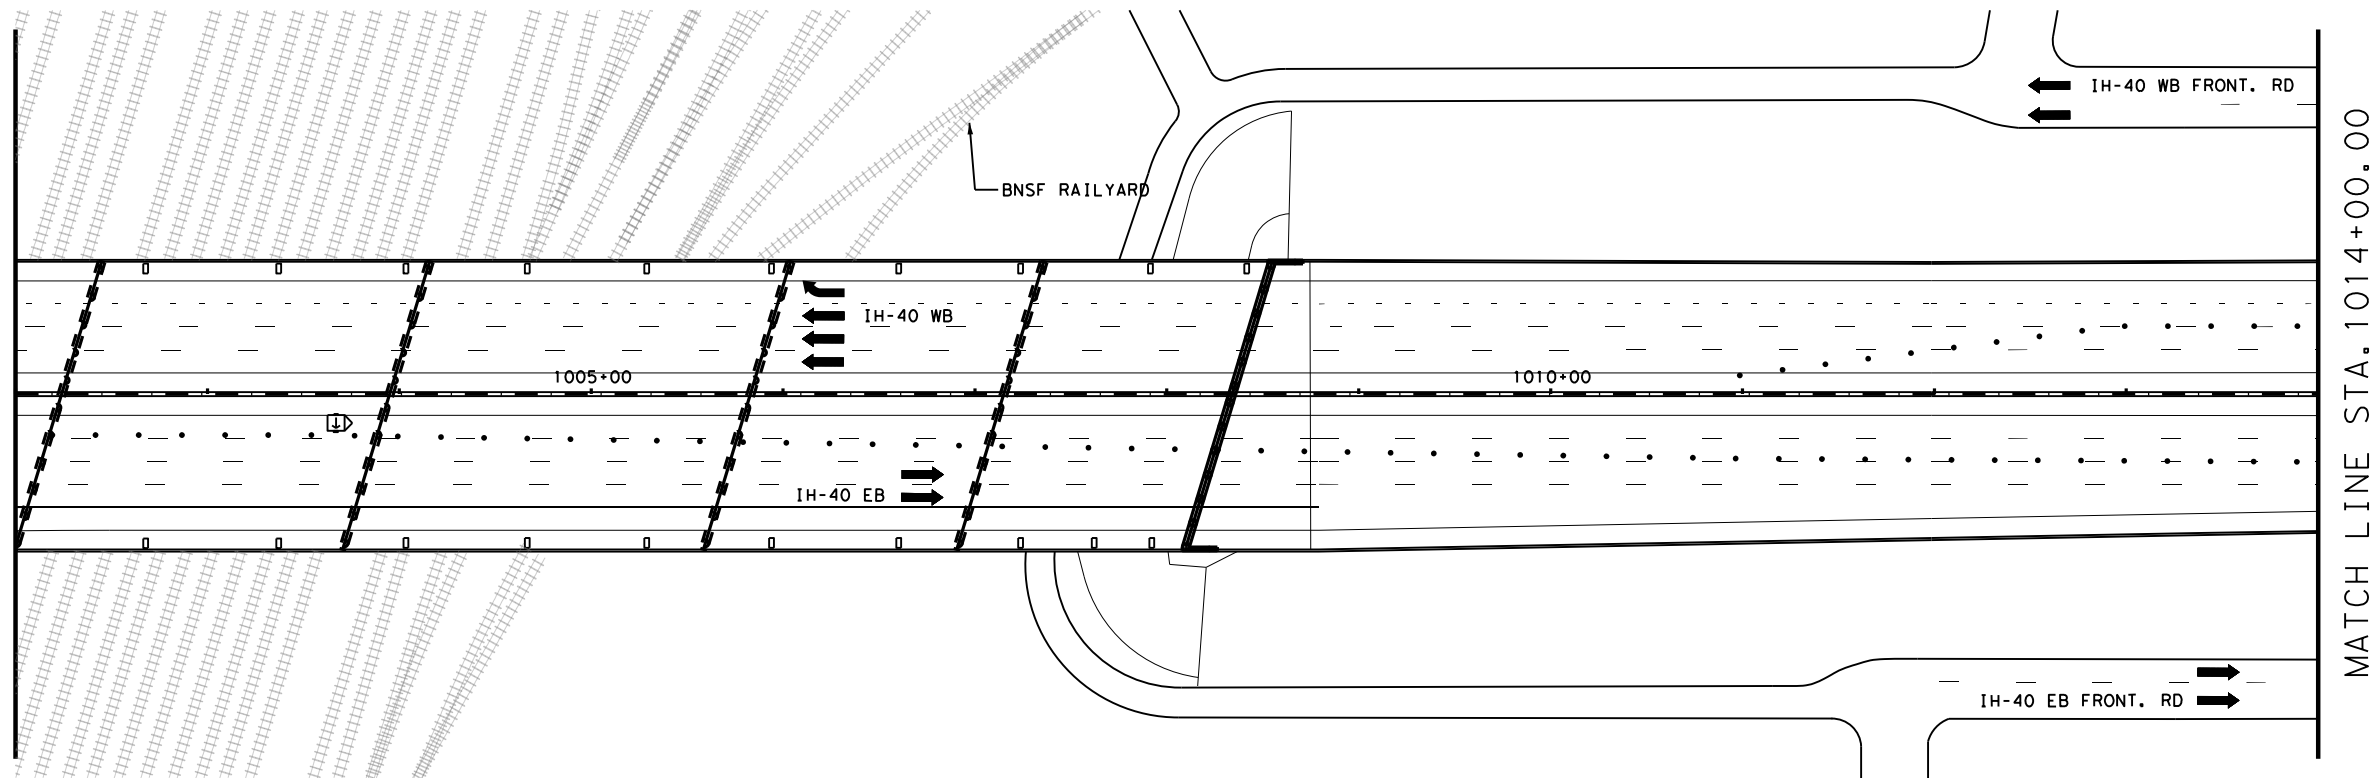 IH-40 WB FRONT. RD
BNSF RAILYARD
IH-40 WB
1005+00
1010+00
IH-40 EB
IH-40 EB FRONT. RD
MATCH LINE STA. 1014+00.00